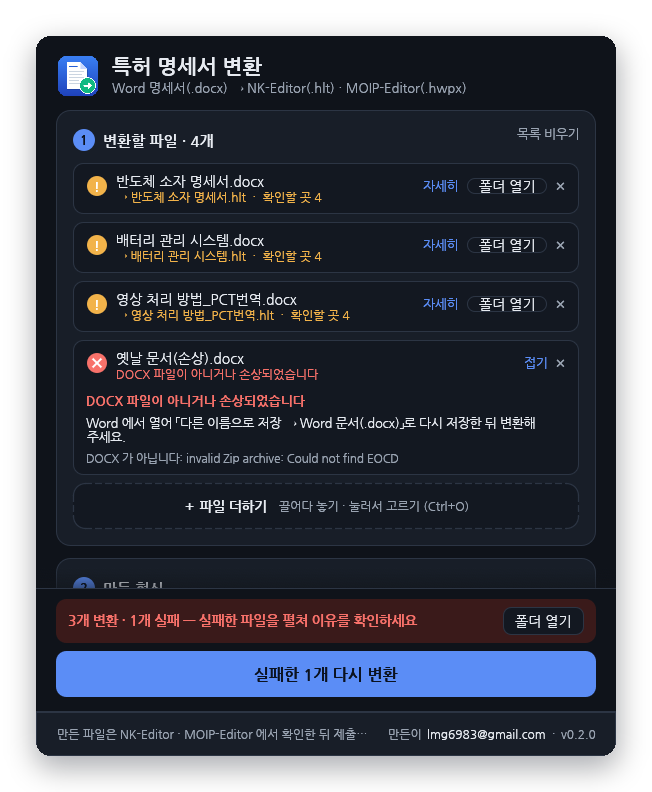 특허 명세서 변환
Word 명세서(.docx) → NK-Editor(.hlt) · MOIP-Editor(.hwpx)
1 변환할 파일 · 4개
목록 비우기
! 반도체 소자 명세서.docx
자세히 폴더 열기 ×
→ 반도체 소자 명세서.hlt · 확인할 곳 4
! 배터리 관리 시스템.docx
자세히 폴더 열기 ×
→ 배터리 관리 시스템.hlt · 확인할 곳 4
! 영상 처리 방법_PCT번역.docx
자세히 폴더 열기 ×
→ 영상 처리 방법_PCT번역.hlt · 확인할 곳 4
옛날 문서(손상).docx
접기 ×
DOCX 파일이 아니거나 손상되었습니다
DOCX 파일이 아니거나 손상되었습니다
Word 에서 열어 「다른 이름으로 저장 → Word 문서(.docx)」로 다시 저장한 뒤 변환해
주세요.
DOCX 가 아닙니다: invalid Zip archive: Could not find EOCD
+ 파일 더하기 끌어다 놓기 · 눌러서 고르기 (Ctrl+O)
3개 변환 · 1개 실패 — 실패한 파일을 펼쳐 이유를 확인하세요
폴더 열기
실패한 1개 다시 변환
만든 파일은 NK-Editor · MOIP-Editor 에서 확인한 뒤 제출…
만든이 lmg6983@gmail.com · v0.2.0